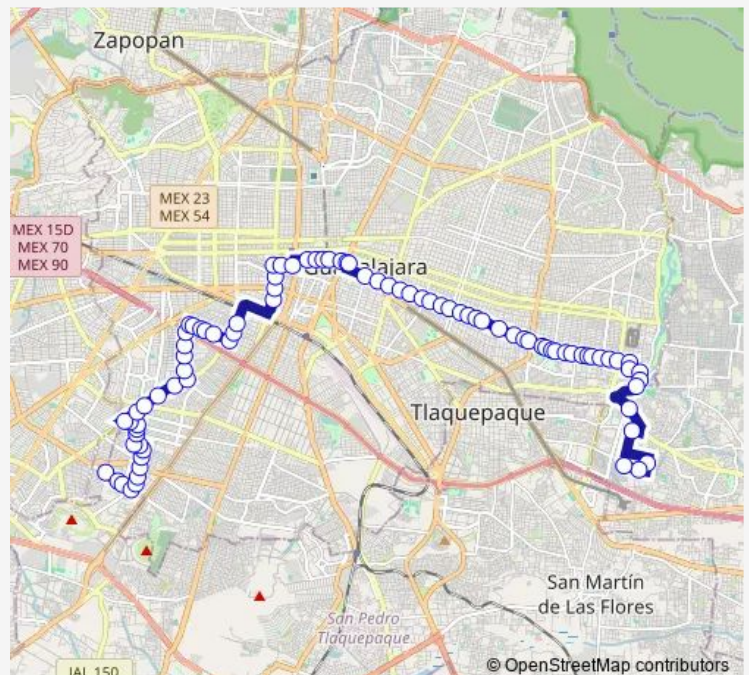 Zapopan
MEX 23
MEX 54
MEX 15D
MEX 70
MEX 90
Guadalajara
Tlaquepaque
San Martín
de Las Flores
San Pedro
Tlaquepaque
JAL 150
© OpenStreetMap contributors